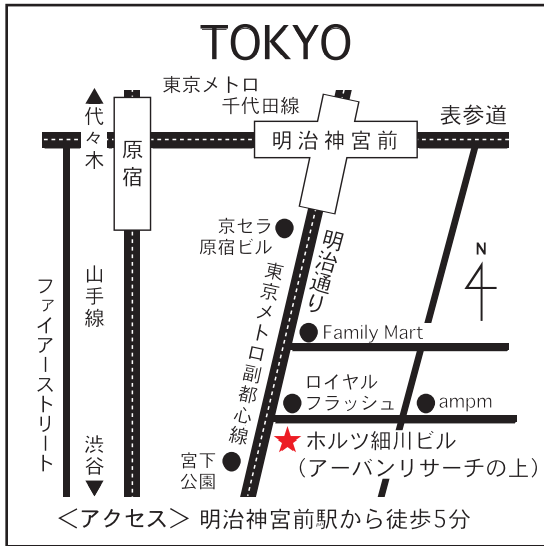 TOKYO
東京メトロ
千代田線
▲代々木
原宿
明治神宮前
表参道
京セラ
原宿ビル
明治通り
N
山手線
ファイアーストリート
東京メトロ副都心線
Family Mart
ロイヤル
フラッシュ
ampm
渋谷▼
宮下
公園
★ホルツ細川ビル
(アーバンリサーチの上)
＜アクセス＞ 明治神宮前駅から徒歩5分